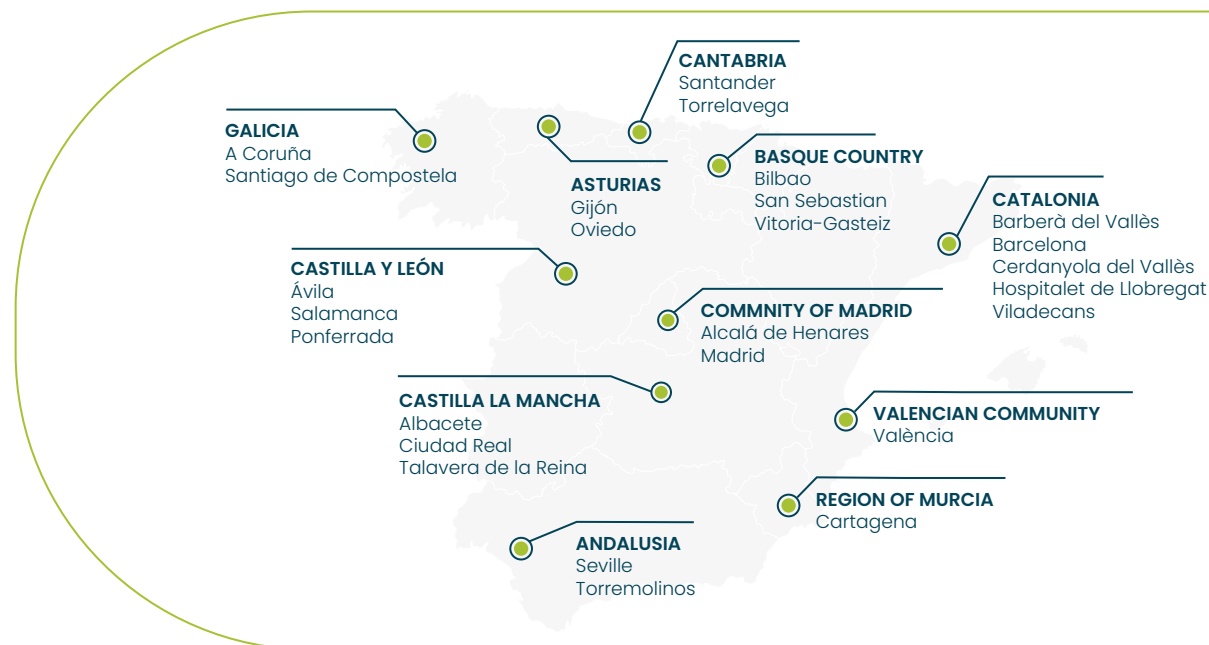 CANTABRIA
Santander
Torrelavega
GALICIA
A Coruña
Santiago de Compostela
ASTURIAS
Gijón
Oviedo
BASQUE COUNTRY
Bilbao
San Sebastian
Vitoria-Gasteiz
CATALONIA
Barberà del Vallès
Barcelona
Cerdanyola del Vallès
Hospitalet de Llobregat
Viladecans
CASTILLA Y LEÓN
Ávila
Salamanca
Ponferrada
COMMNITY OF MADRID
Alcalá de Henares
Madrid
CASTILLA LA MANCHA
Albacete
Ciudad Real
Talavera de la Reina
VALENCIAN COMMUNITY
València
REGION OF MURCIA
Cartagena
ANDALUSIA
Seville
Torremolinos